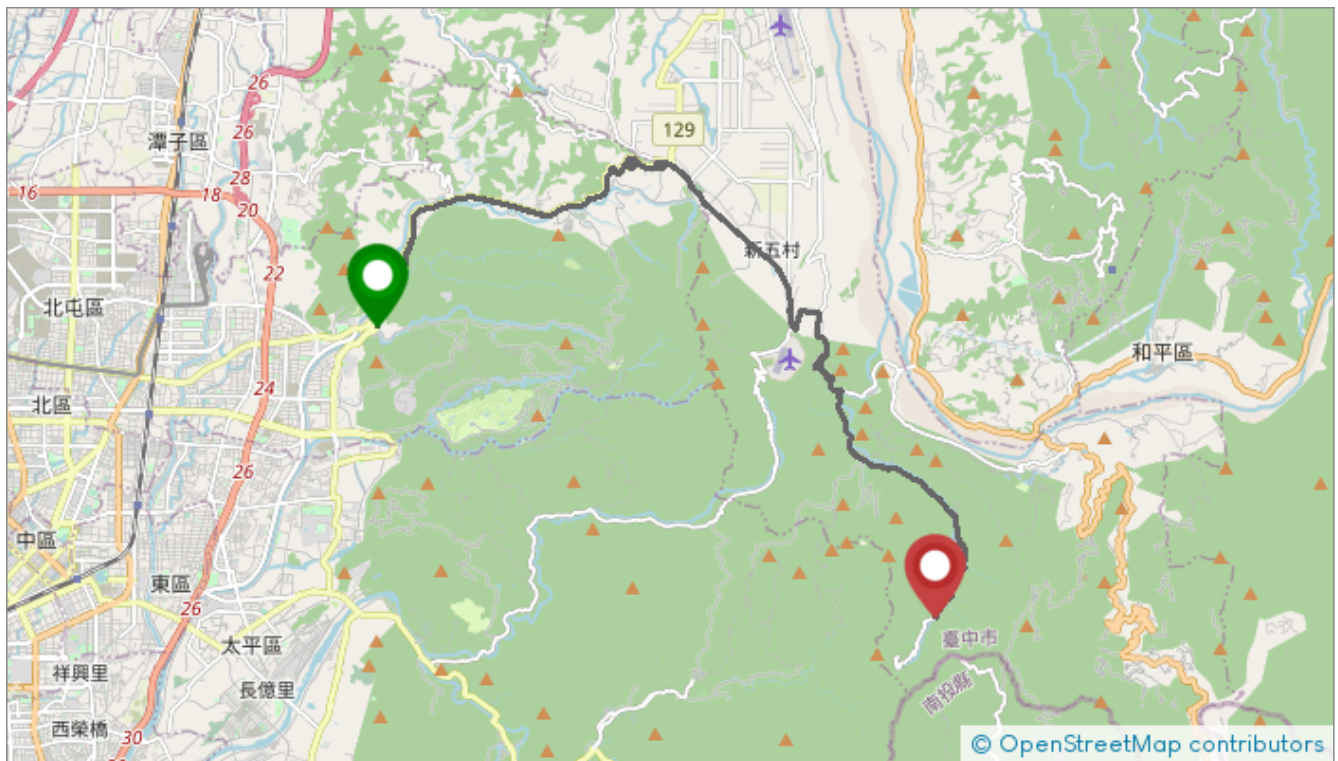 26
潭子區
26
129
16
18
28
20
新五村
22
北屯區
和平區
24
北區
26
中區
東區
26
太平區
臺中市
祥興里
長億里
南投縣
西榮橋
30
© OpenStreetMap contributors